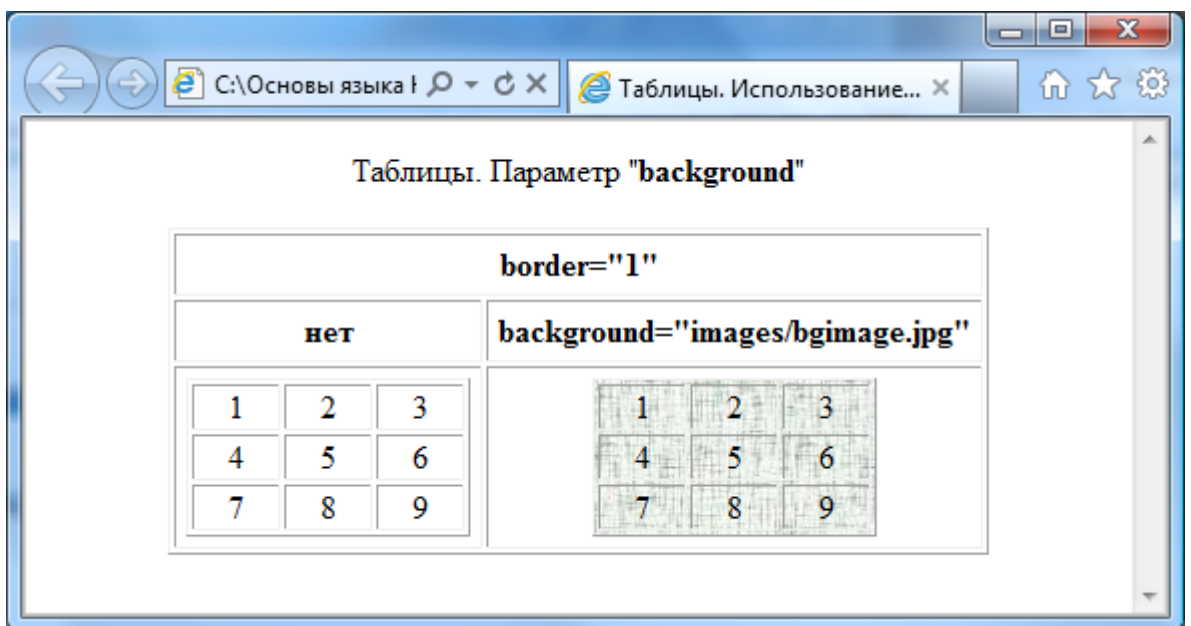 C:\Основы языка
Таблицы. Использование...
Таблицы. Параметр "background"
border="1"
нет background="images/bgimage.jpg"
1 2 3 1 2 3
4 5 6 4 5 6
7 8 9 7 8 9